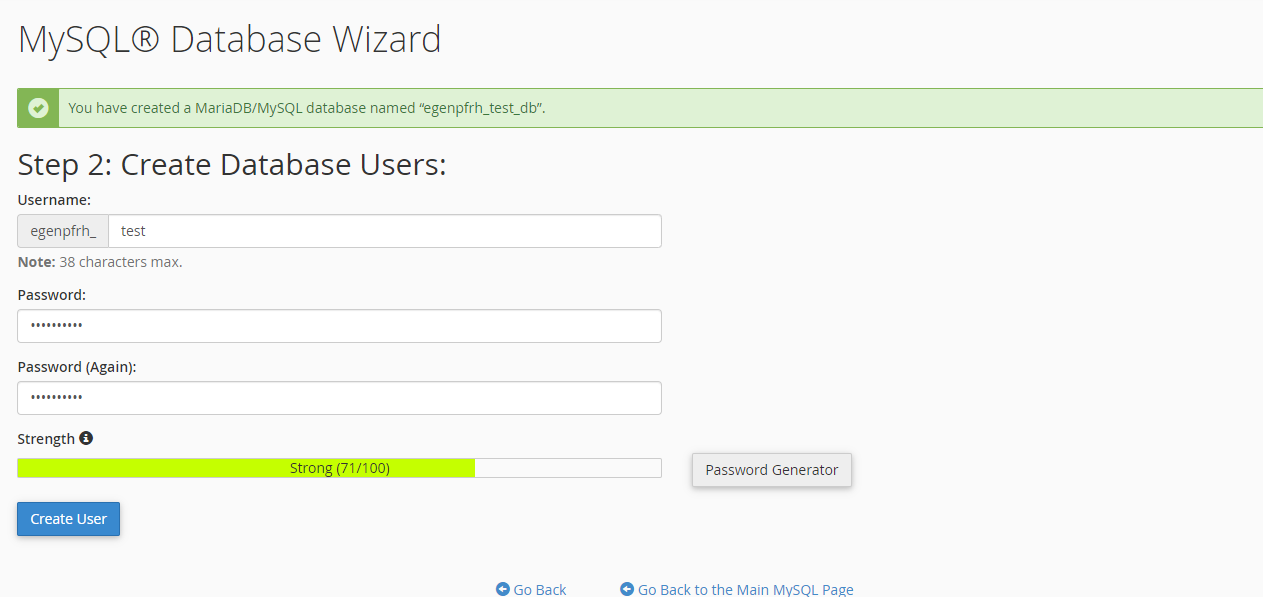 MySQL® Database Wizard
You have created a MariaDB/MySQL database named “egenpfrh_test_db”.
Step 2: Create Database Users:
Username:
egenpfrh_ test
Note: 38 characters max.
Password:
••••••••••
Password (Again):
••••••••••
Strength
Strong (71/100)
Password Generator
Create User
Go Back Go Back to the Main MySQL Page